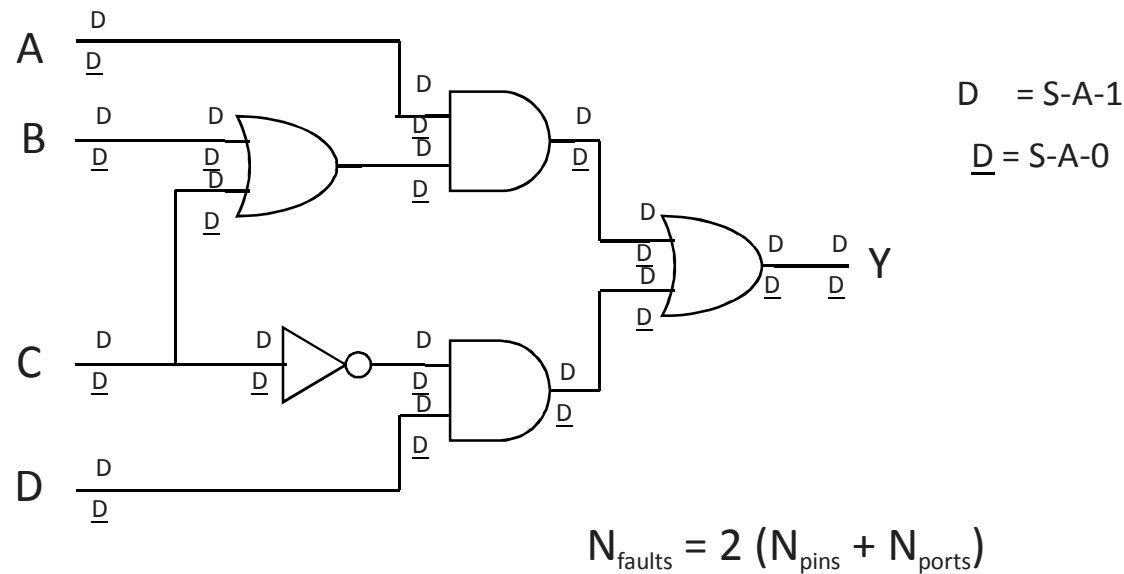 D
A
D̲
D
D = S-A-1
D D D
D̲
B
D
D̲ D̲ D̲
D̲ = S-A-0
D
D̲
D
D̲
D D
D̲
Y
D
D̲ D̲
D̲
D D D
C
D
D̲ D̲ D̲
D
D̲
D̲
D
D
D̲
N_faults = 2 (N_pins + N_ports)